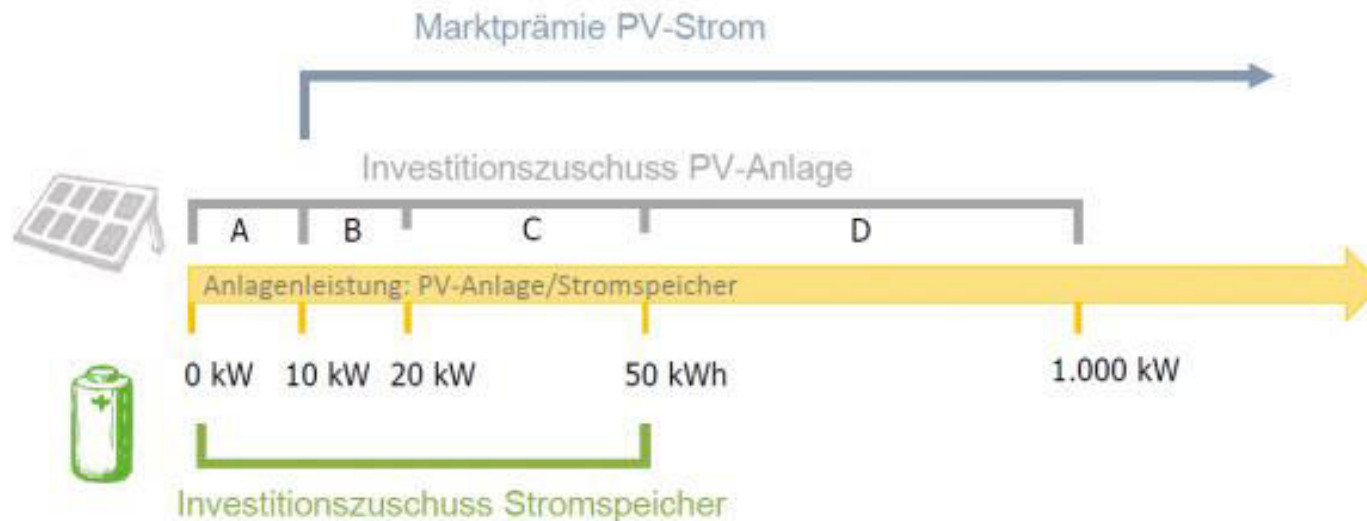 Marktprämie PV-Strom
Investitionszuschuss PV-Anlage
A B C D
Anlagenleistung: PV-Anlage/Stromspeicher
0 kW 10 kW 20 kW 50 kWh 1.000 kW
+
Investitionszuschuss Stromspeicher